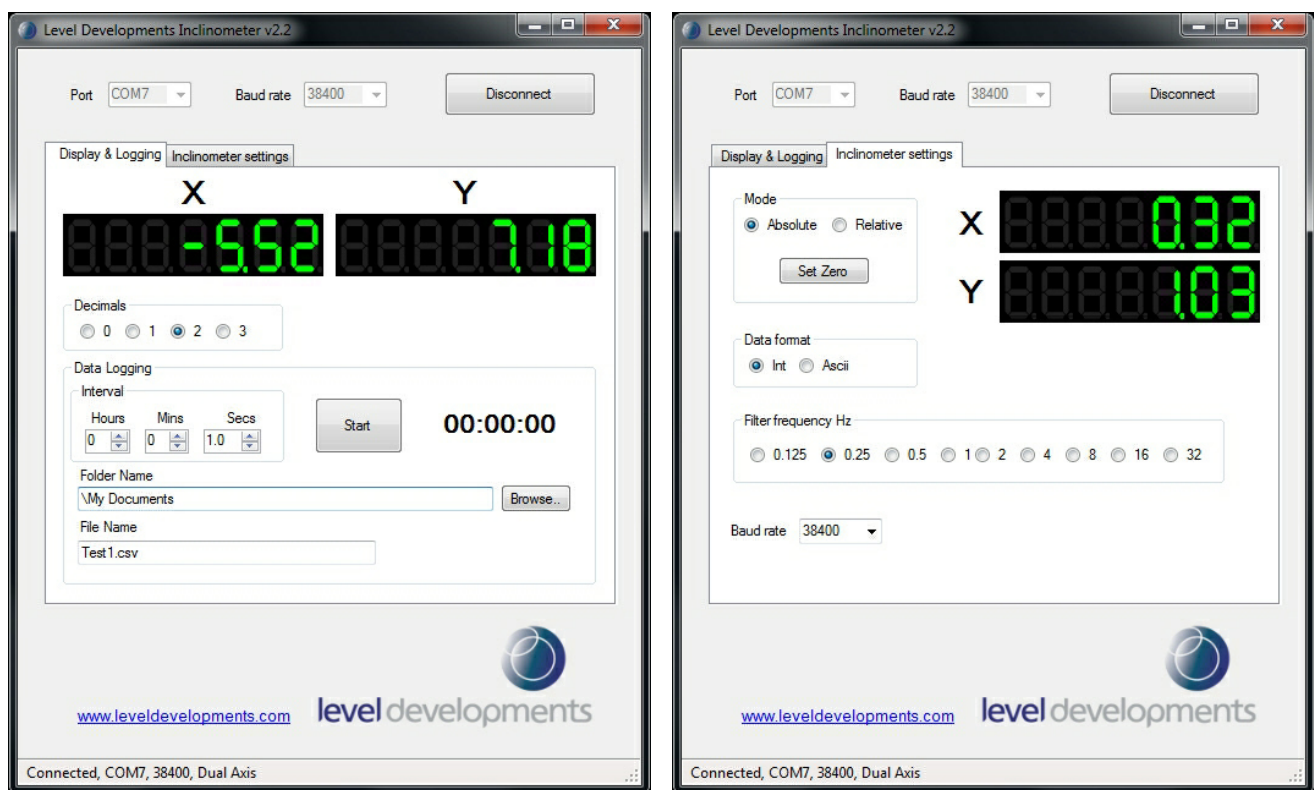 Level Developments Inclinometer v2.2
Port COM7 Baud rate 38400 Disconnect
Display & Logging Inclinometer settings
X Y
-5.52 7.18
Decimals
0 1 2 3
Data Logging
Interval
Hours Mins Secs
0 0 1.0 Start 00:00:00
Folder Name
\My Documents Browse..
File Name
Test1.csv
www.leveldevelopments.com level developments
Connected, COM7, 38400, Dual Axis
Level Developments Inclinometer v2.2
Port COM7 Baud rate 38400 Disconnect
Display & Logging Inclinometer settings
Mode
Absolute Relative X 0.32
Set Zero
Y 1.03
Data format
Int Ascii
Filter frequency Hz
0.125 0.25 0.5 1 2 4 8 16 32
Baud rate 38400
www.leveldevelopments.com level developments
Connected, COM7, 38400, Dual Axis